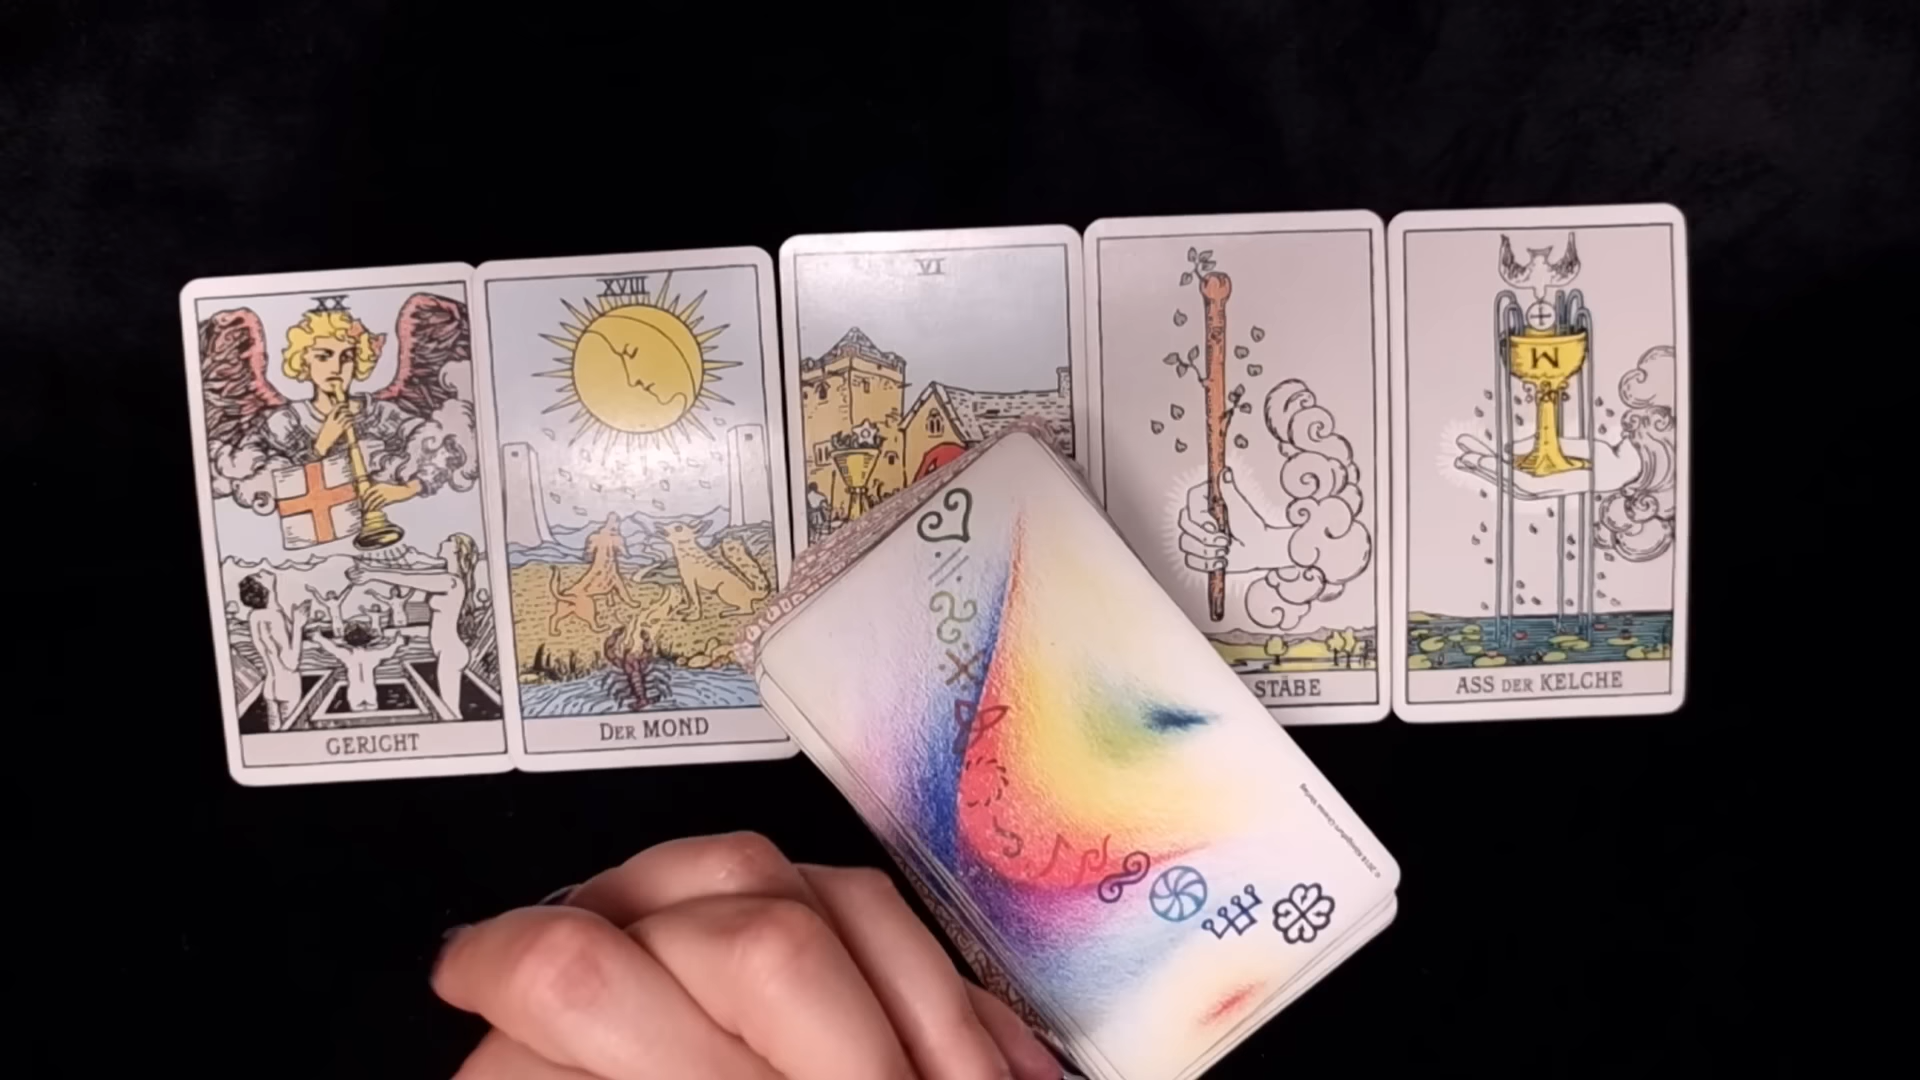 XX
XVIII
VI
GERICHT
DER MOND
STÄBE
ASS DER KELCHE